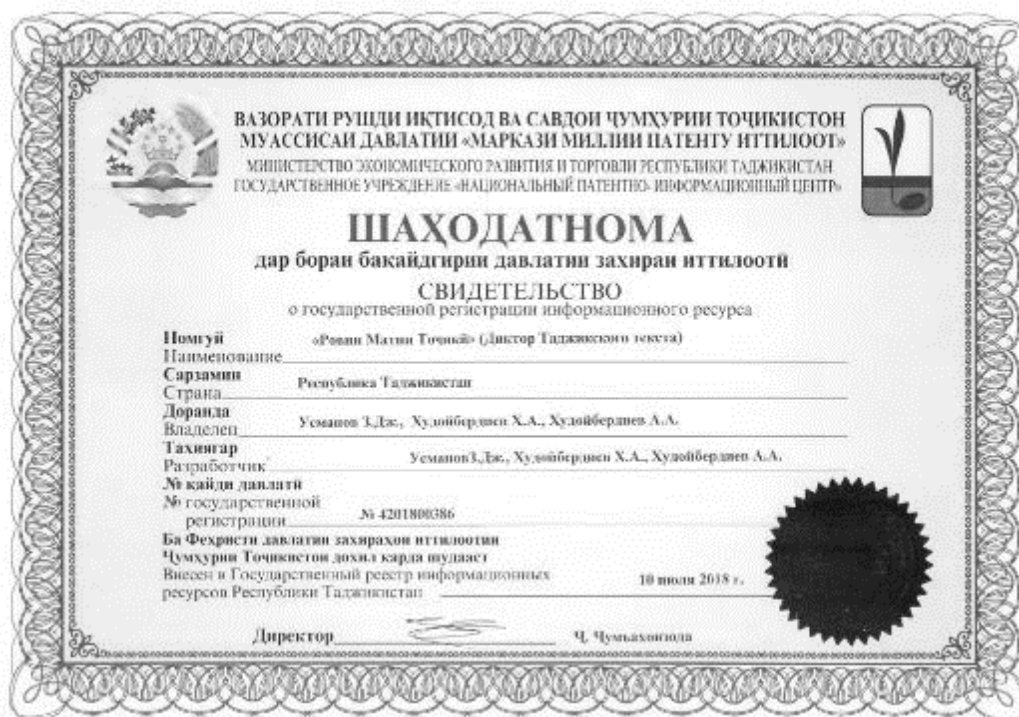 ВАЗОРАТИ РУШДИ ИҚТИСОД ВА САВДОИ ҶУМҲУРИИ ТОҶИКИСТОН
МУАССИСАИ ДАВЛАТИИ «МАРКАЗИ МИЛЛИИ ПАТЕНТУ ИТТИЛООТ»
МИНИСТЕРСТВО ЭКОНОМИЧЕСКОГО РАЗВИТИЯ И ТОРГОВЛИ РЕСПУБЛИКИ ТАДЖИКИСТАН
ГОСУДАРСТВЕННОЕ УЧРЕЖДЕНИЕ «НАЦИОНАЛЬНЫЙ ПАТЕНТНО- ИНФОРМАЦИОННЫЙ ЦЕНТР»
ШАҲОДАТНОМА
дар бораи бақайдгирии давлатии захираи иттилоотӣ
СВИДЕТЕЛЬСТВО
о государственной регистрации информационного ресурса
Номгӯй «Ровии Матни Тоҷикӣ» (Диктор Таджикского текста)
Наименование
Сарзамин Республика Таджикистан
Страна
Доранда Усманов З.Дж., Худойбердиев Х.А., Худойбердиев А.А.
Владелец
Таҳиягар УсмановЗ.Дж., Худойбердиев Х.А., Худойбердиев А.А.
Разработчик
№ қайди давлатӣ
№ государственной
регистрации № 4201800386
Ба Феҳристи давлатии захираҳои иттилоотии
Ҷумҳурии Тоҷикистон дохил карда шудааст
Внесен в Государственный реестр информационных 10 июля 2018 г.
ресурсов Республики Таджикистан
Директор Ҷ. Ҷумъахонзода